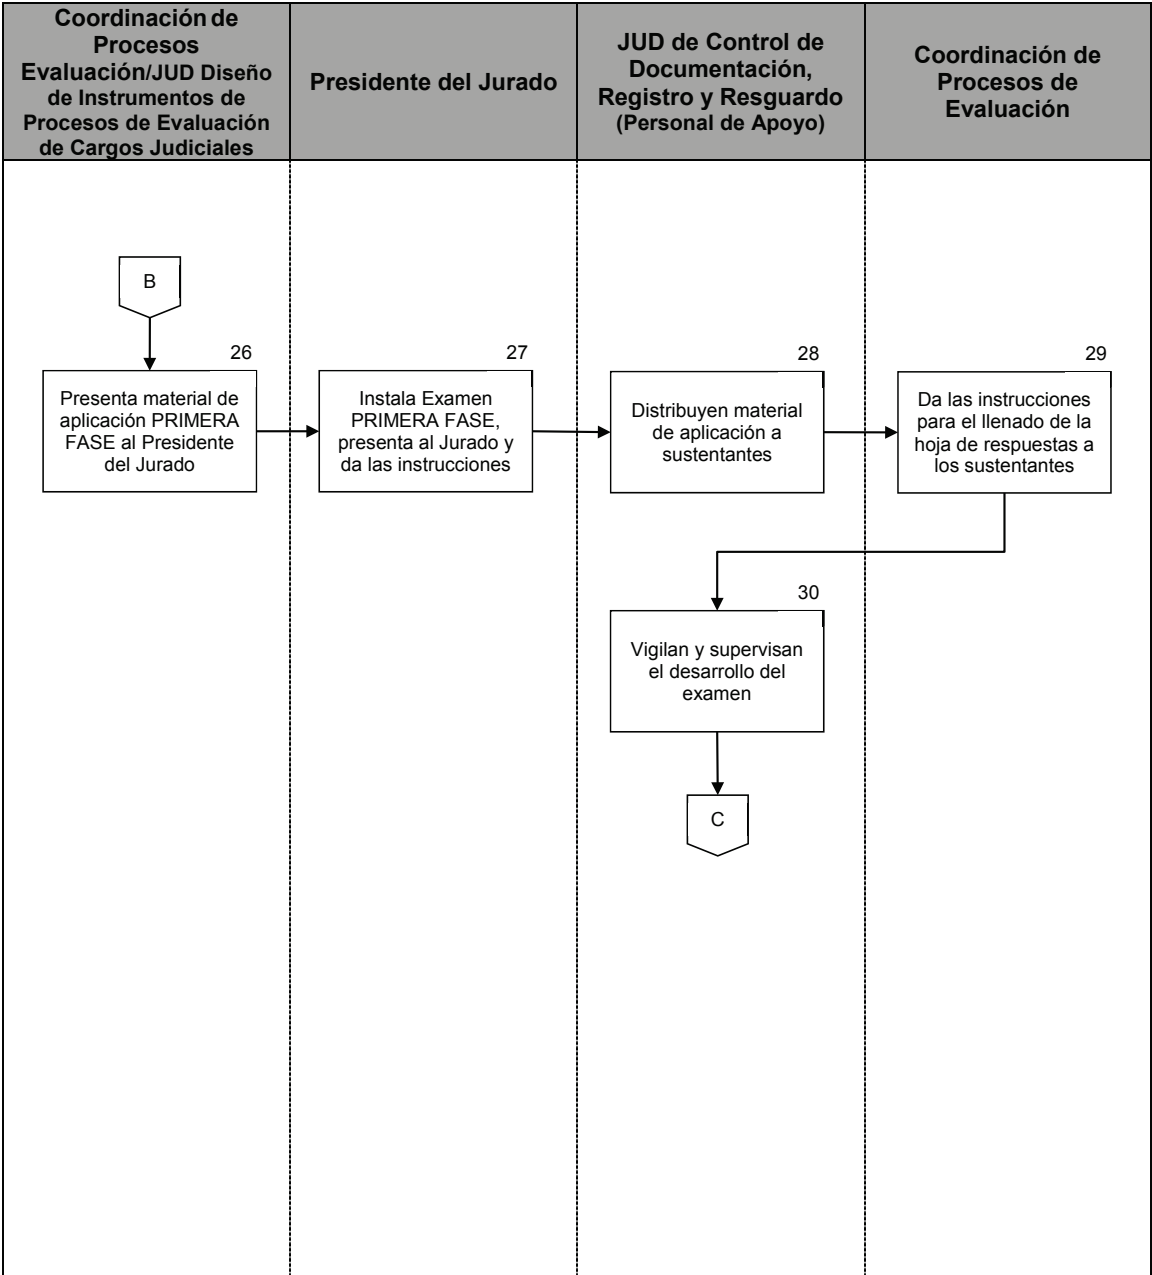 Coordinación de
Procesos
Evaluación/JUD Diseño
de Instrumentos de
Procesos de Evaluación
de Cargos Judiciales
Presidente del Jurado
JUD de Control de
Documentación,
Registro y Resguardo
(Personal de Apoyo)
Coordinación de
Procesos de
Evaluación
B
26
Presenta material de
aplicación PRIMERA
FASE al Presidente
del Jurado
27
Instala Examen
PRIMERA FASE,
presenta al Jurado y
da las instrucciones
28
Distribuyen material
de aplicación a
sustentantes
29
Da las instrucciones
para el llenado de la
hoja de respuestas a
los sustentantes
30
Vigilan y supervisan
el desarrollo del
examen
C